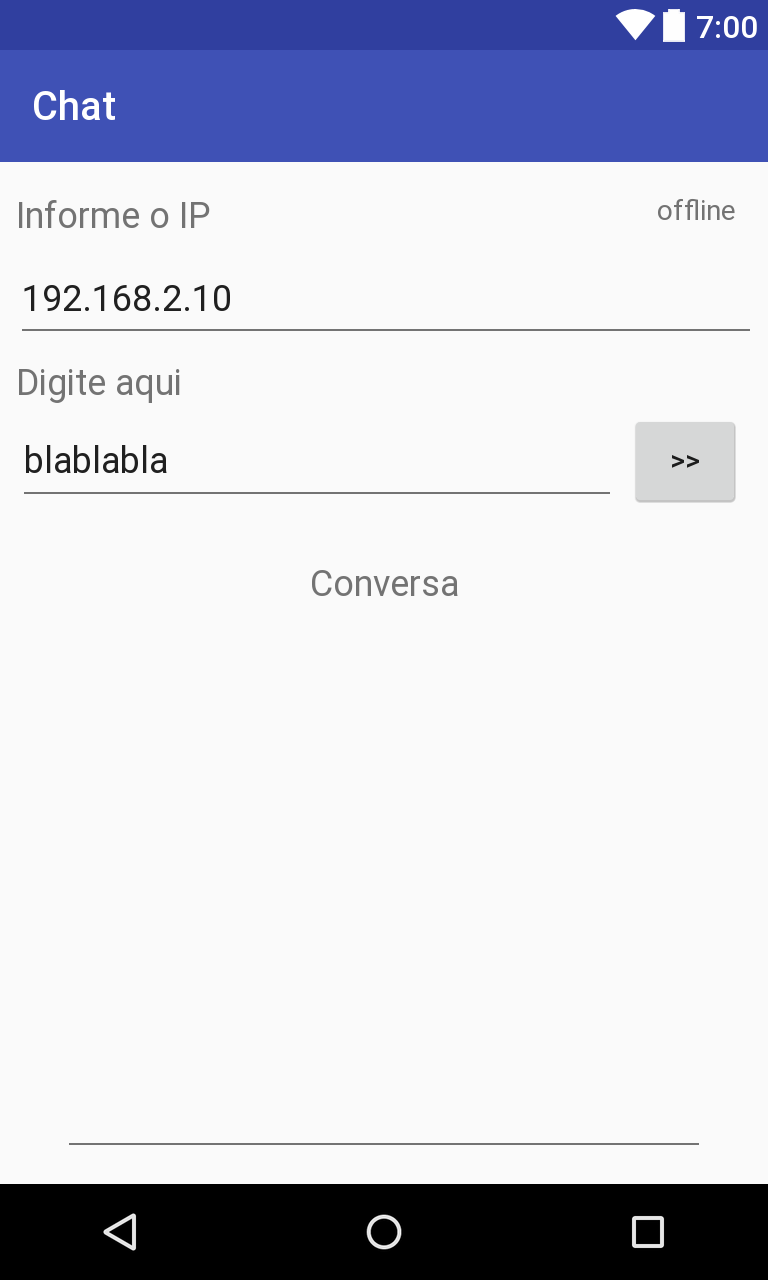 7:00
Chat
Informe o IP
offline
192.168.2.10
Digite aqui
blablabla
>>
Conversa